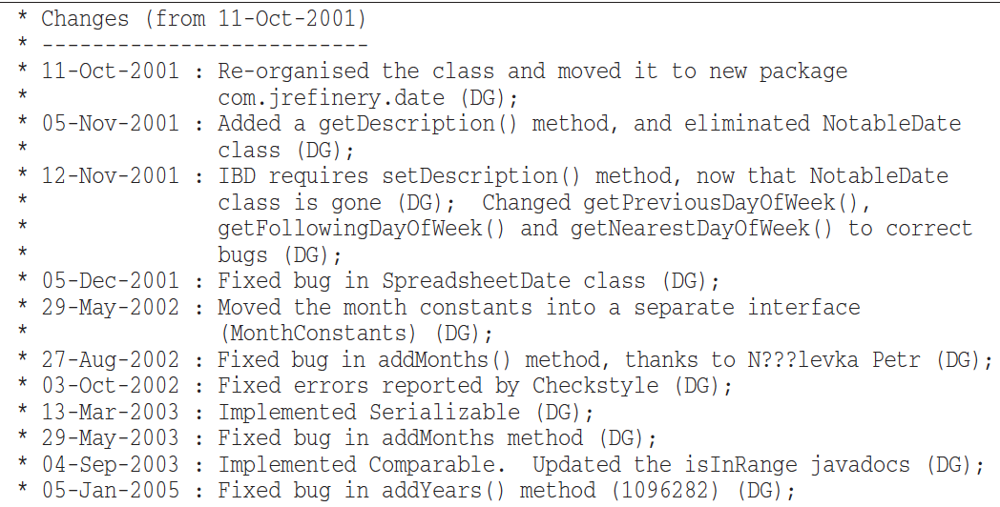 * Changes (from 11-Oct-2001)
* --------------------------
* 11-Oct-2001 : Re-organised the class and moved it to new package
*               com.jrefinery.date (DG);
* 05-Nov-2001 : Added a getDescription() method, and eliminated NotableDate
*               class (DG);
* 12-Nov-2001 : IBD requires setDescription() method, now that NotableDate
*               class is gone (DG);  Changed getPreviousDayOfWeek(),
*               getFollowingDayOfWeek() and getNearestDayOfWeek() to correct
*               bugs (DG);
* 05-Dec-2001 : Fixed bug in SpreadsheetDate class (DG);
* 29-May-2002 : Moved the month constants into a separate interface
*               (MonthConstants) (DG);
* 27-Aug-2002 : Fixed bug in addMonths() method, thanks to N???levka Petr (DG);
* 03-Oct-2002 : Fixed errors reported by Checkstyle (DG);
* 13-Mar-2003 : Implemented Serializable (DG);
* 29-May-2003 : Fixed bug in addMonths method (DG);
* 04-Sep-2003 : Implemented Comparable.  Updated the isInRange javadocs (DG);
* 05-Jan-2005 : Fixed bug in addYears() method (1096282) (DG);